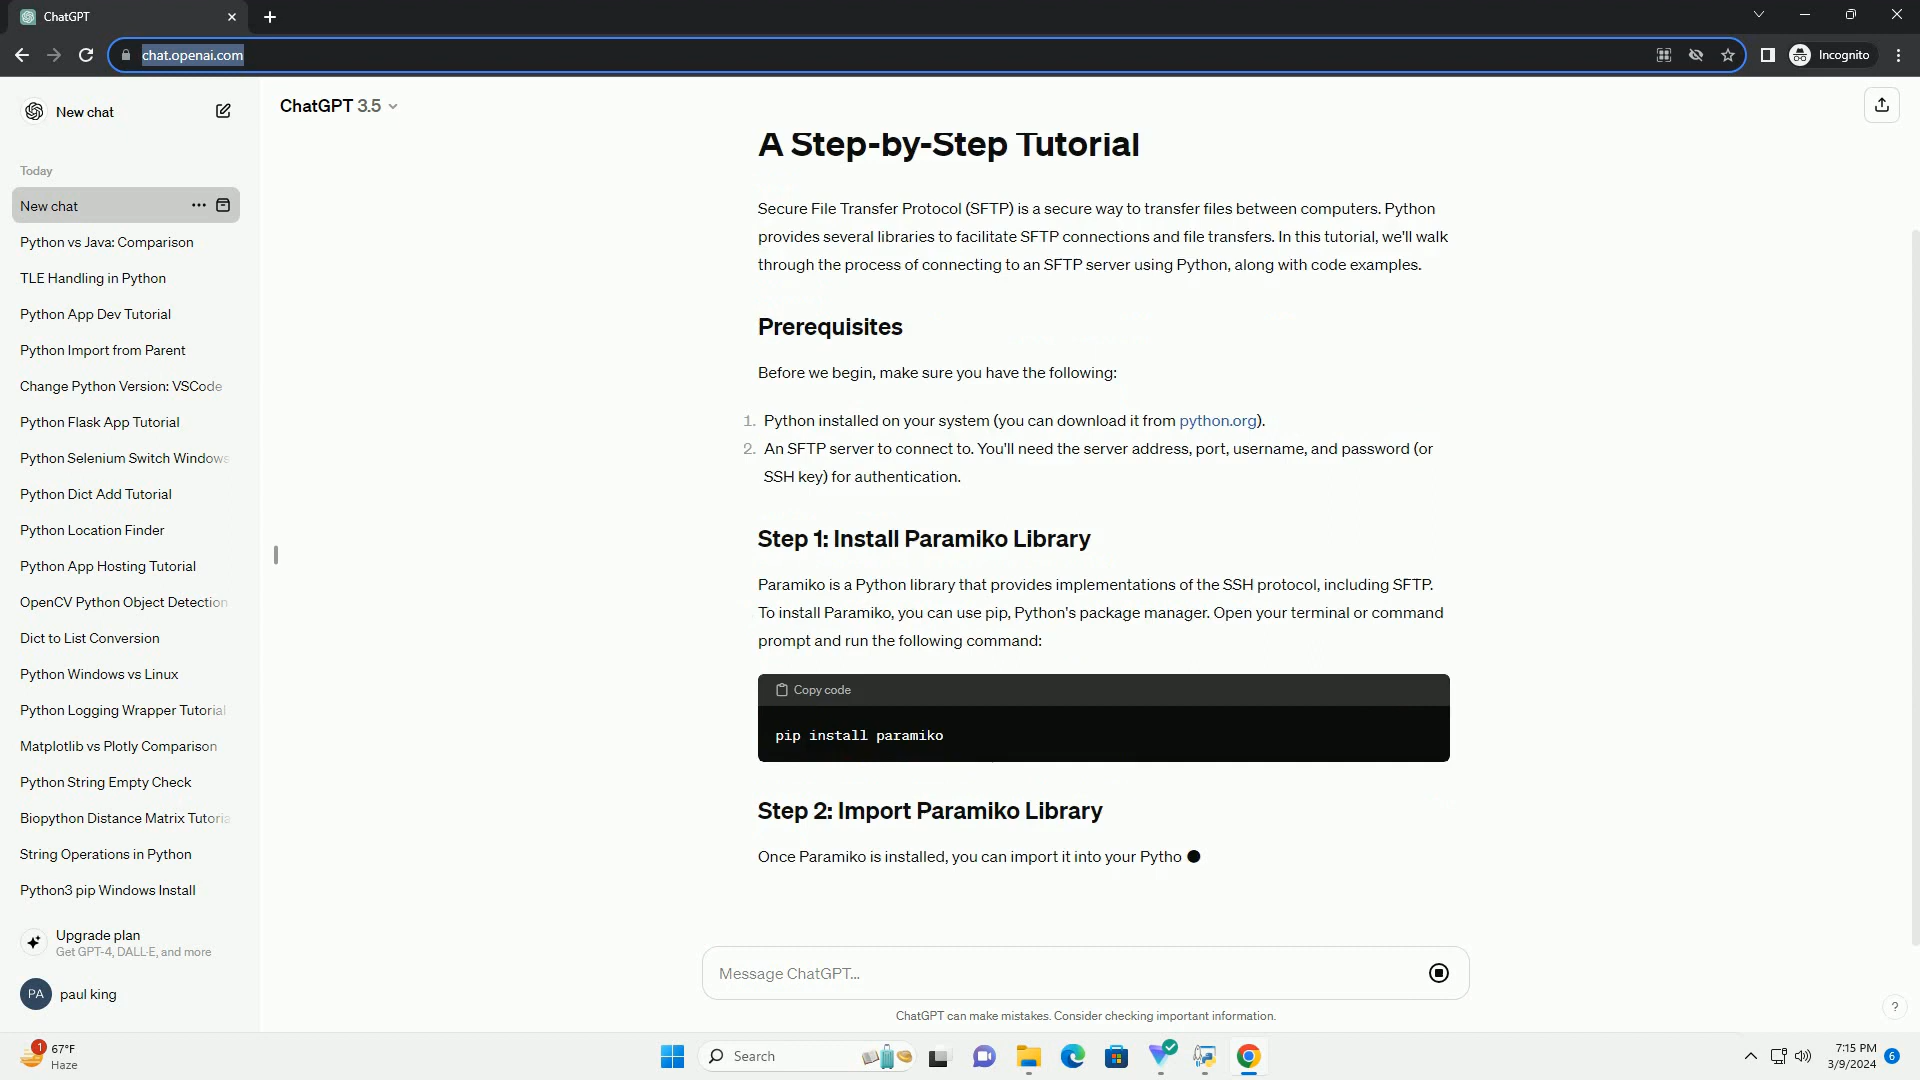 ChatGPT
chat.openai.com
Incognito
New chat
ChatGPT 3.5
Today
New chat
Python vs Java: Comparison
TLE Handling in Python
Python App Dev Tutorial
Python Import from Parent
Change Python Version: VSCode
Python Flask App Tutorial
Python Selenium Switch Windows
Python Dict Add Tutorial
Python Location Finder
Python App Hosting Tutorial
OpenCV Python Object Detection
Dict to List Conversion
Python Windows vs Linux
Python Logging Wrapper Tutorial
Matplotlib vs Plotly Comparison
Python String Empty Check
Biopython Distance Matrix Tutoria
String Operations in Python
Python3 pip Windows Install
Upgrade plan
Get GPT-4, DALL·E, and more
PA
paul king
A Step-by-Step Tutorial
Secure File Transfer Protocol (SFTP) is a secure way to transfer files between computers. Python
provides several libraries to facilitate SFTP connections and file transfers. In this tutorial, we'll walk
through the process of connecting to an SFTP server using Python, along with code examples.
Prerequisites
Before we begin, make sure you have the following:
1. Python installed on your system (you can download it from python.org).
2. An SFTP server to connect to. You'll need the server address, port, username, and password (or
SSH key) for authentication.
Step 1: Install Paramiko Library
Paramiko is a Python library that provides implementations of the SSH protocol, including SFTP.
To install Paramiko, you can use pip, Python's package manager. Open your terminal or command
prompt and run the following command:
Copy code
pip install paramiko
Step 2: Import Paramiko Library
Once Paramiko is installed, you can import it into your Pytho
Message ChatGPT...
ChatGPT can make mistakes. Consider checking important information.
?
1
67°F
Haze
Search
7:15 PM
3/9/2024
6